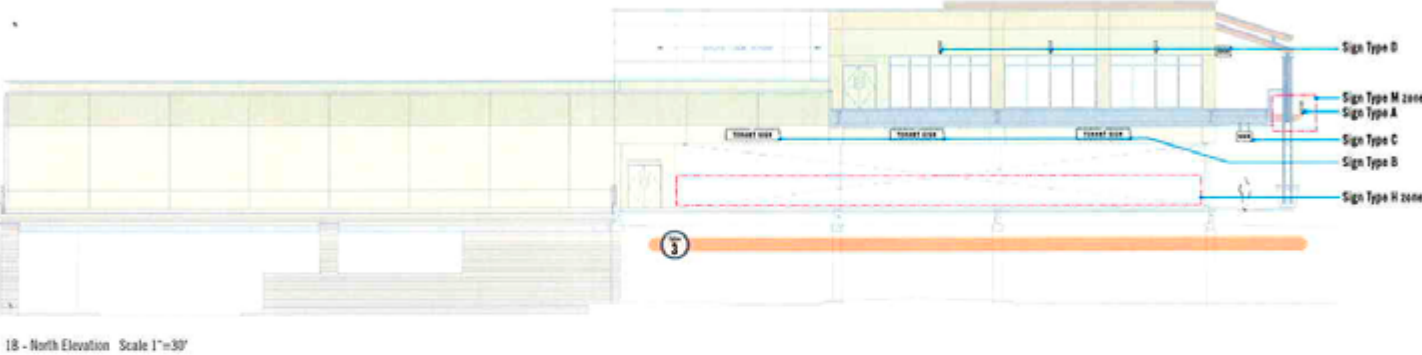 Sign Type D
Sign Type M zone
Sign Type A
TENANT SIGN
TENANT SIGN
TENANT SIGN
Sign Type C
Sign Type B
Sign Type H zone
3
1B - North Elevation Scale 1"=30'